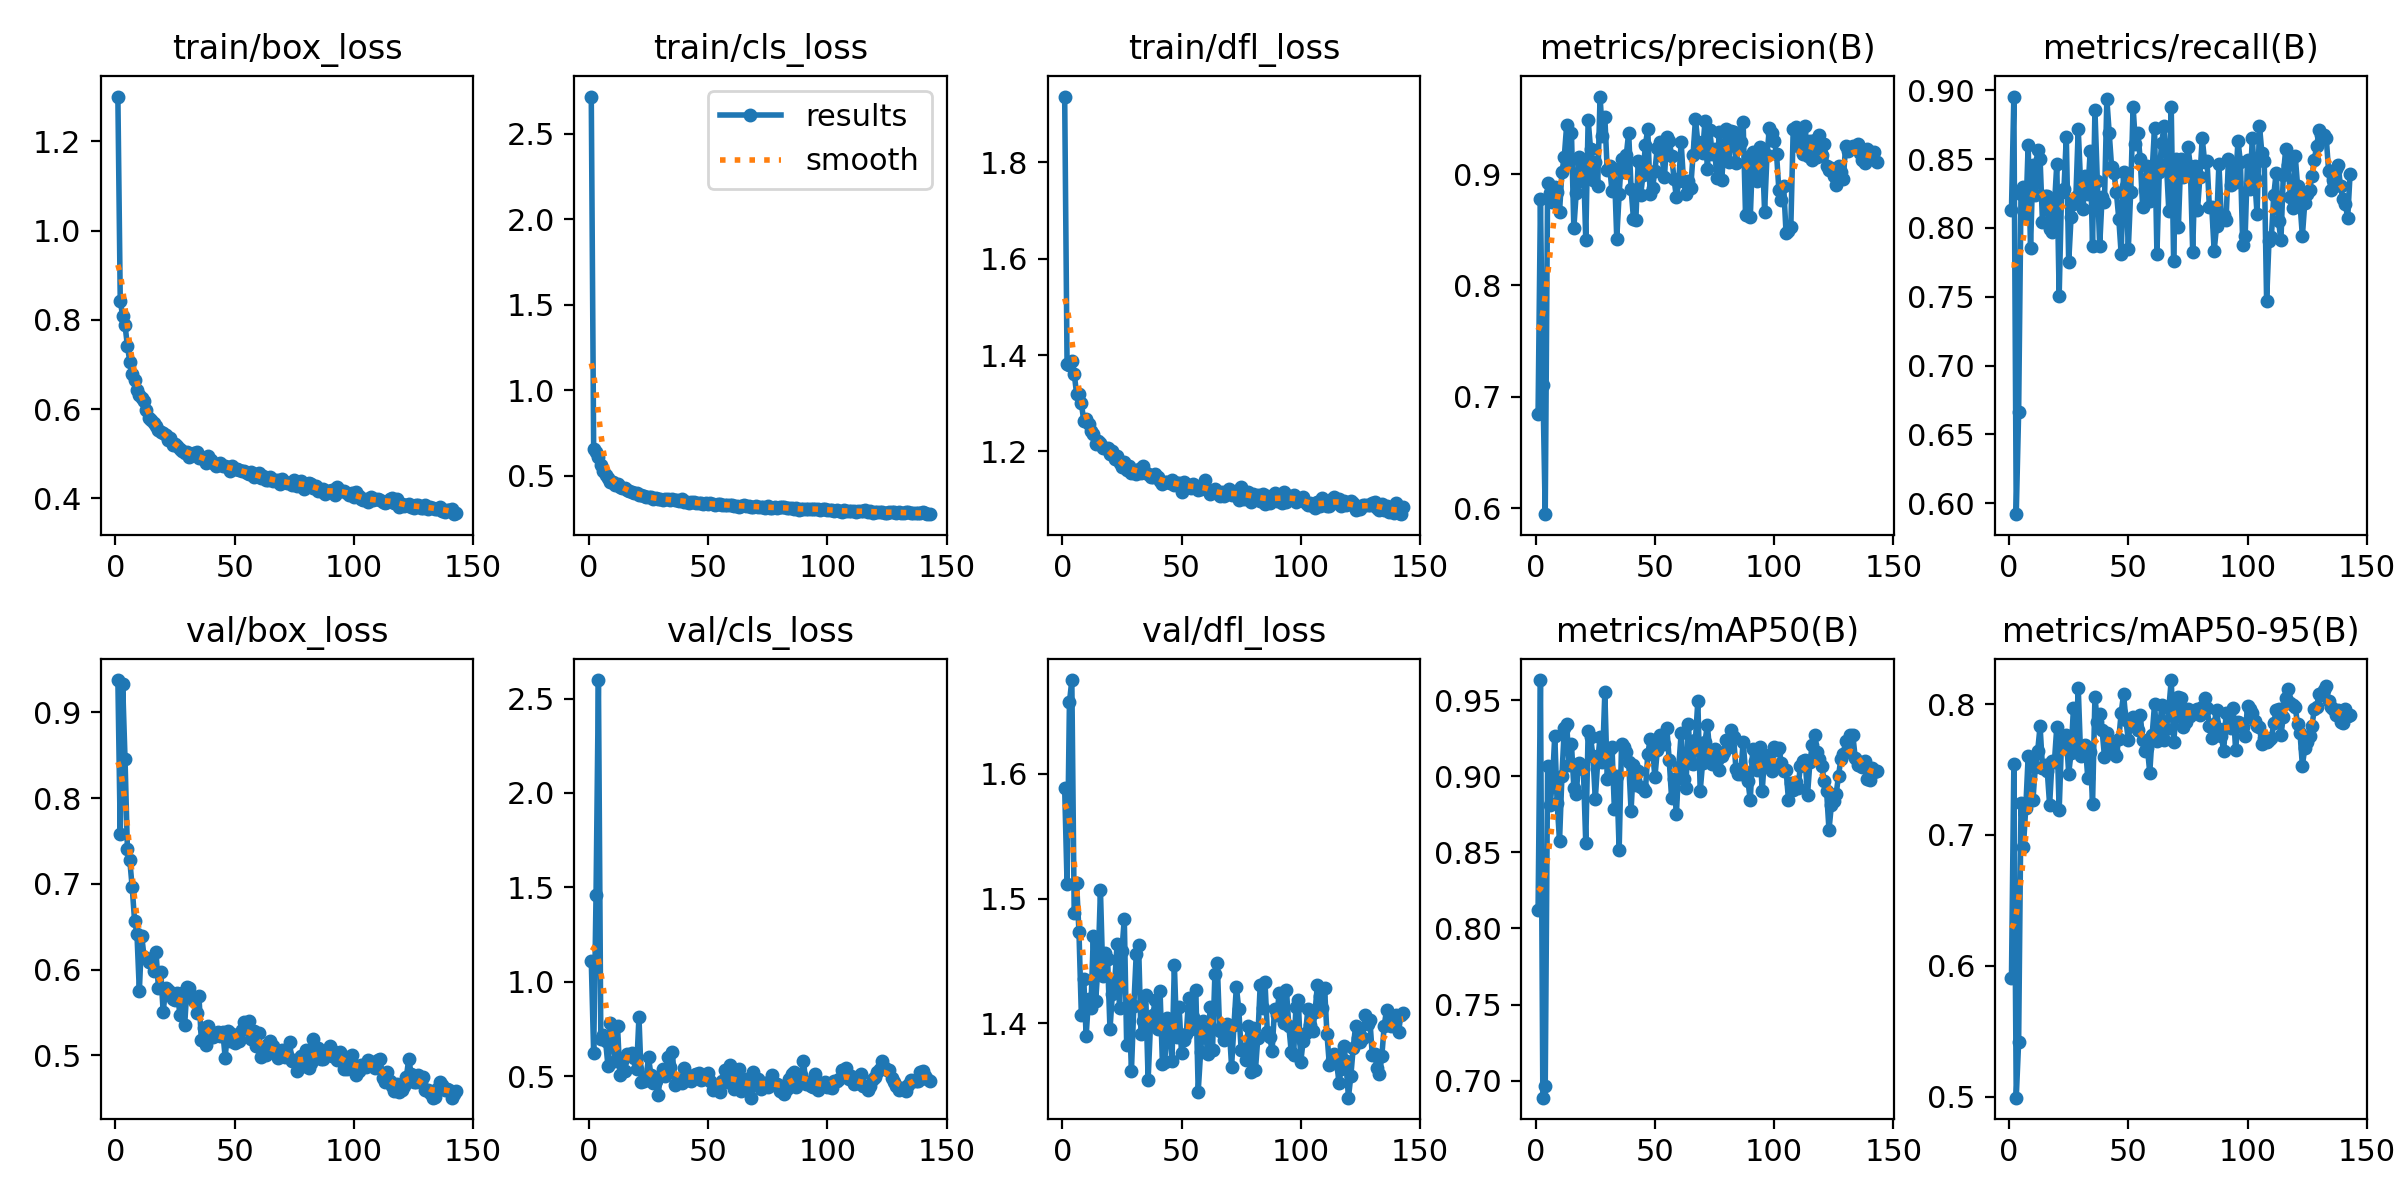 train/box_loss
1.2
1.0
0.8
0.6
0.4
0 50 100 150
train/cls_loss
results
smooth
2.5
2.0
1.5
1.0
0.5
0 50 100 150
train/dfl_loss
1.8
1.6
1.4
1.2
0 50 100 150
metrics/precision(B)
0.9
0.8
0.7
0.6
0 50 100 150
metrics/recall(B)
0.90
0.85
0.80
0.75
0.70
0.65
0.60
0 50 100 150
val/box_loss
0.9
0.8
0.7
0.6
0.5
0 50 100 150
val/cls_loss
2.5
2.0
1.5
1.0
0.5
0 50 100 150
val/dfl_loss
1.6
1.5
1.4
0 50 100 150
metrics/mAP50(B)
0.95
0.90
0.85
0.80
0.75
0.70
0 50 100 150
metrics/mAP50-95(B)
0.8
0.7
0.6
0.5
0 50 100 150